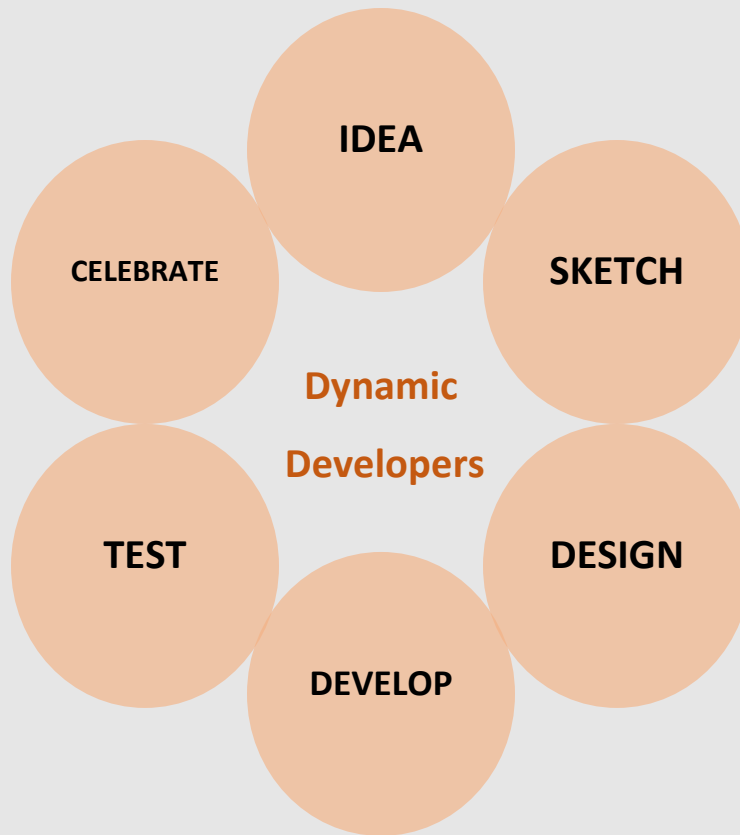 IDEA
SKETCH
DESIGN
DEVELOP
TEST
CELEBRATE
Dynamic
Developers